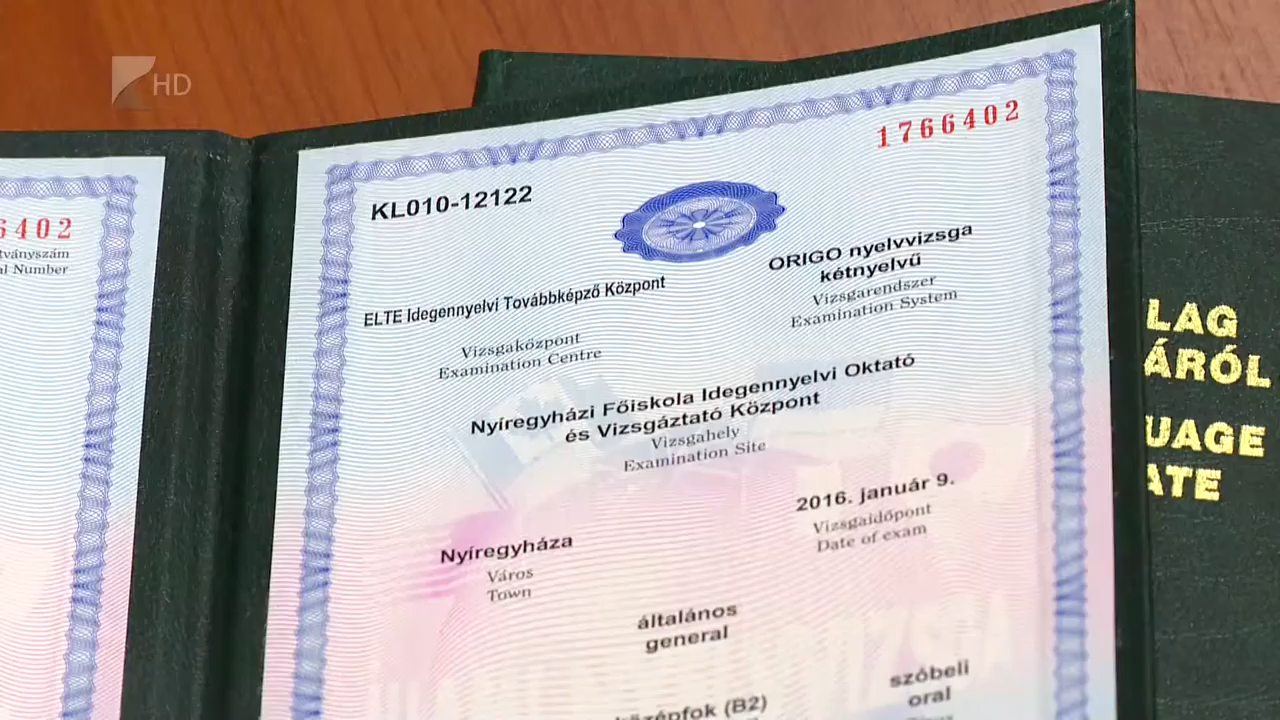 HD
6402
1766402
KL010-12122
ORIGO nyelvvizsga
kétnyelvű
Vizsgarendszer
Examination System
ELTE Idegennyelvi Továbbképző Központ
Vizsgaközpont
Examination Centre
Nyíregyházi Főiskola Idegennyelvi Oktató
és Vizsgáztató Központ
Vizsgahely
Examination Site
2016. január 9.
Vizsgaidőpont
Date of exam
Nyíregyháza
Város
Town
általános
general
szóbeli
oral
középfok (B2)
tványszám
al Number
LAG
ÁRÓL
UAGE
ATE